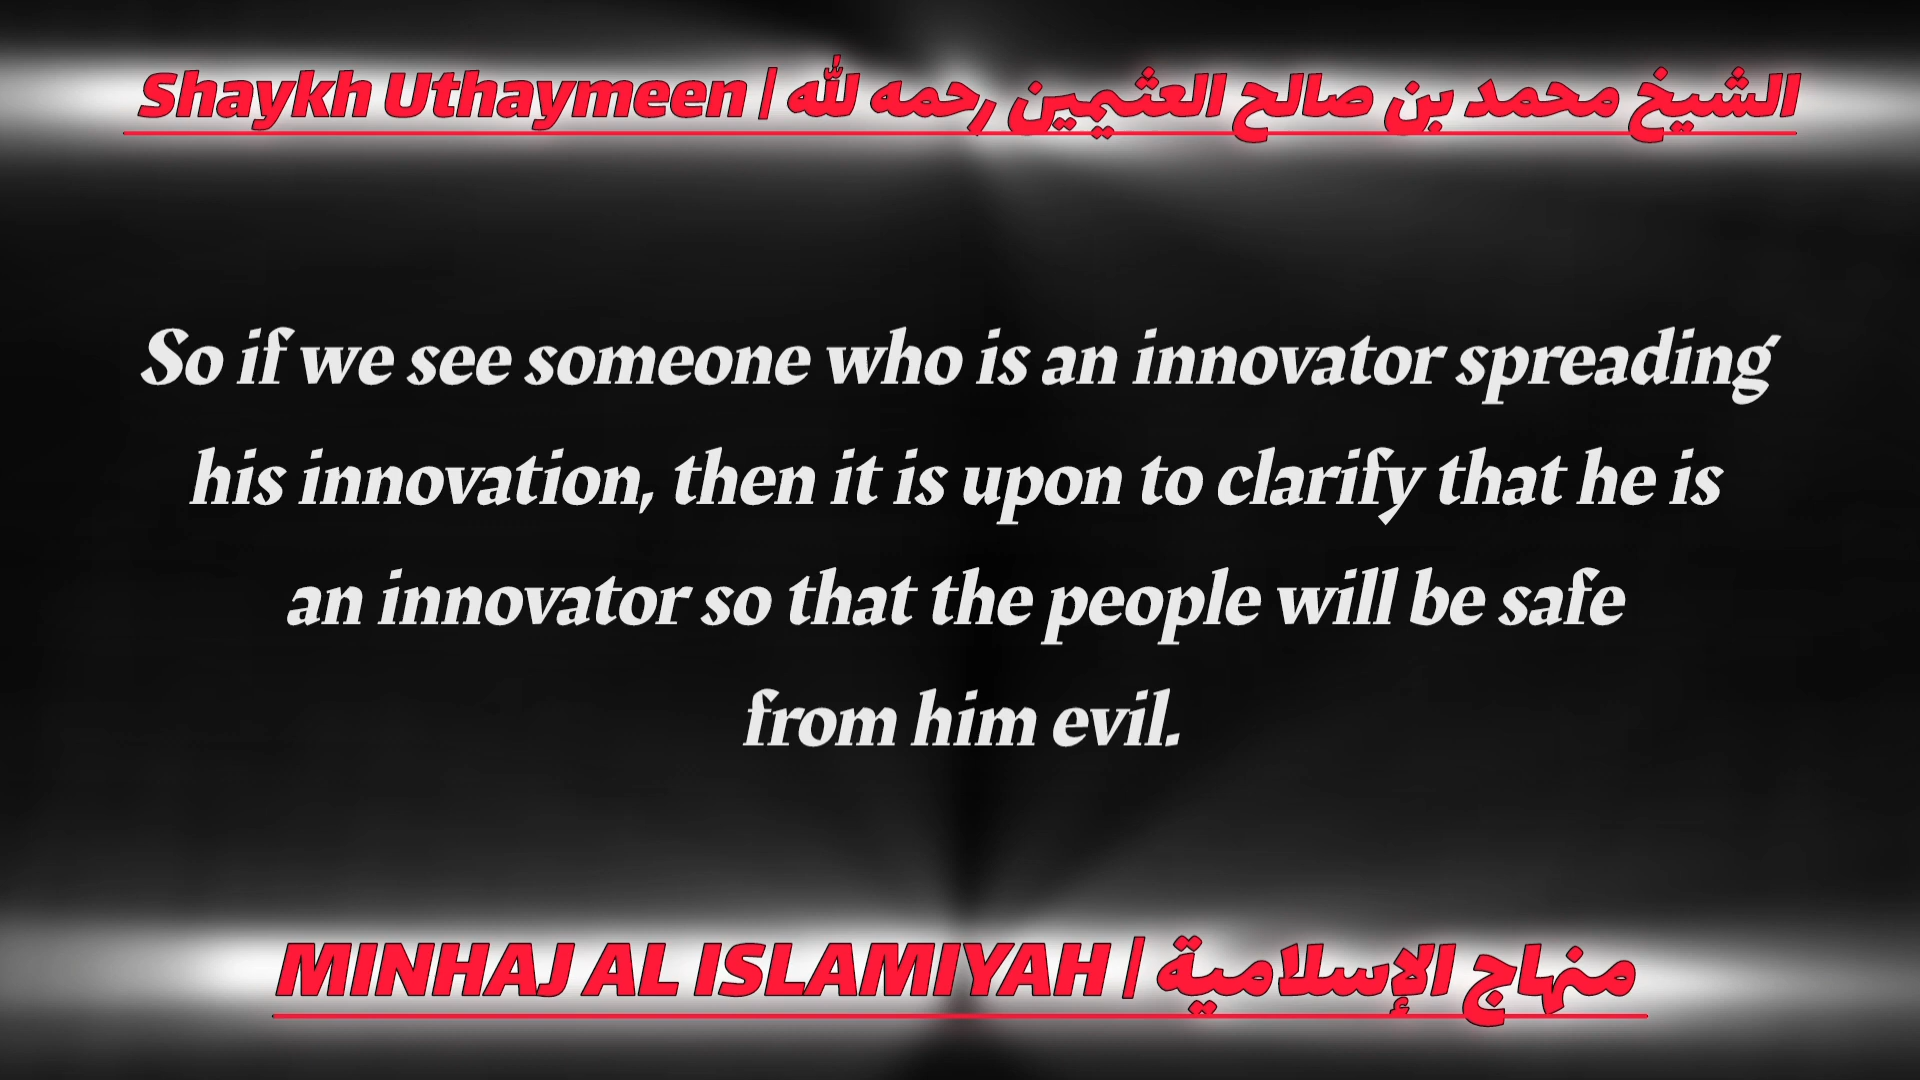 Shaykh Uthaymeen | الشيخ محمد بن صالح العثيمين رحمه لله
So if we see someone who is an innovator spreading
his innovation, then it is upon to clarify that he is
an innovator so that the people will be safe
from him evil.
MINHAJ AL ISLAMIYAH | منهاج الإسلامية